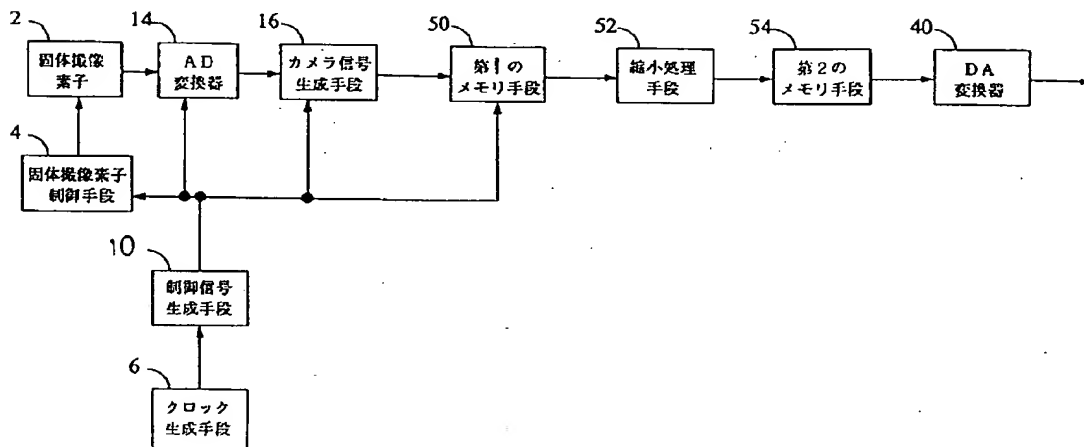 2
固体撮像
素子
14
AD
変換器
16
カメラ信号
生成手段
50
第1の
メモリ手段
52
縮小処理
手段
54
第2の
メモリ手段
40
DA
変換器
4
固体撮像素子
制御手段
10
制御信号
生成手段
6
クロック
生成手段